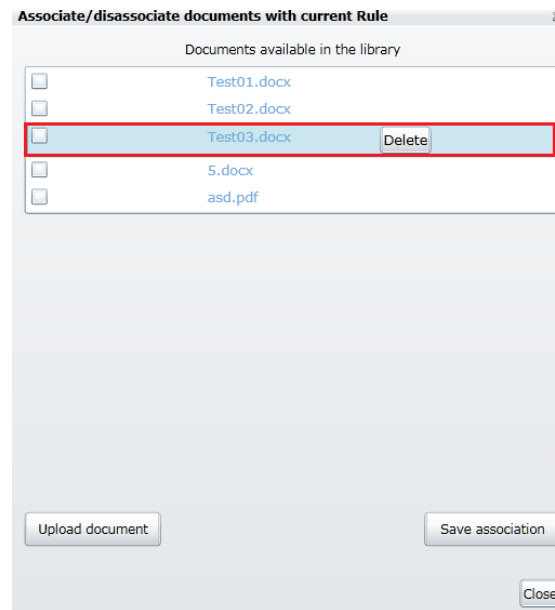 Associate/disassociate documents with current Rule
Documents available in the library
Test01.docx
Test02.docx
Test03.docx Delete
5.docx
asd.pdf
Upload document Save association
Close